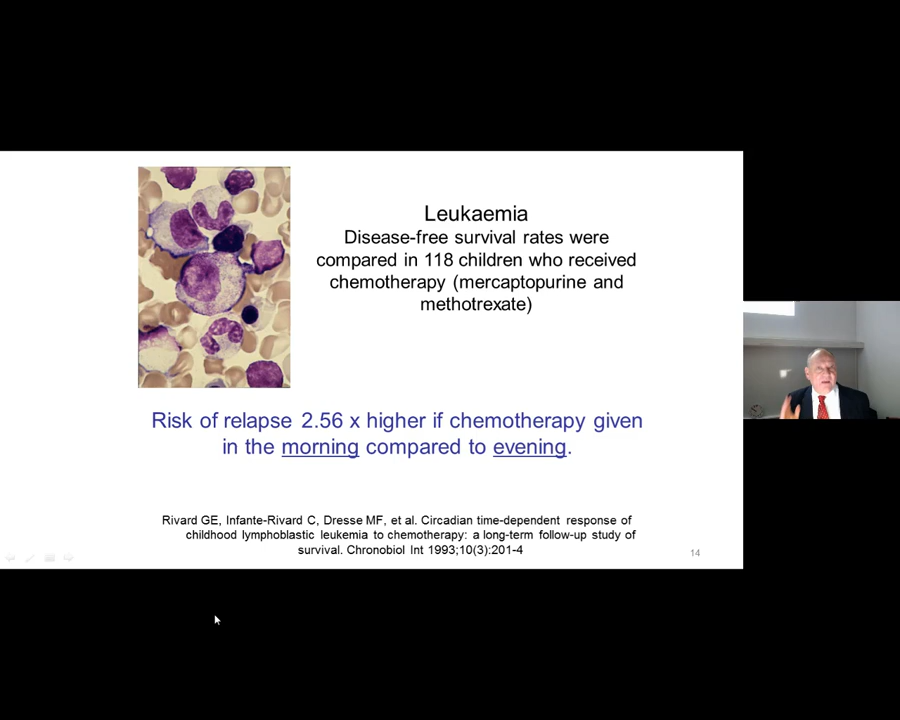 Leukaemia
Disease-free survival rates were
compared in 118 children who received
chemotherapy (mercaptopurine and
methotrexate)
Risk of relapse 2.56 x higher if chemotherapy given
in the morning compared to evening.
Rivard GE, Infante-Rivard C, Dresse MF, et al. Circadian time-dependent response of
childhood lymphoblastic leukemia to chemotherapy: a long-term follow-up study of
survival. Chronobiol Int 1993;10(3):201-4
14